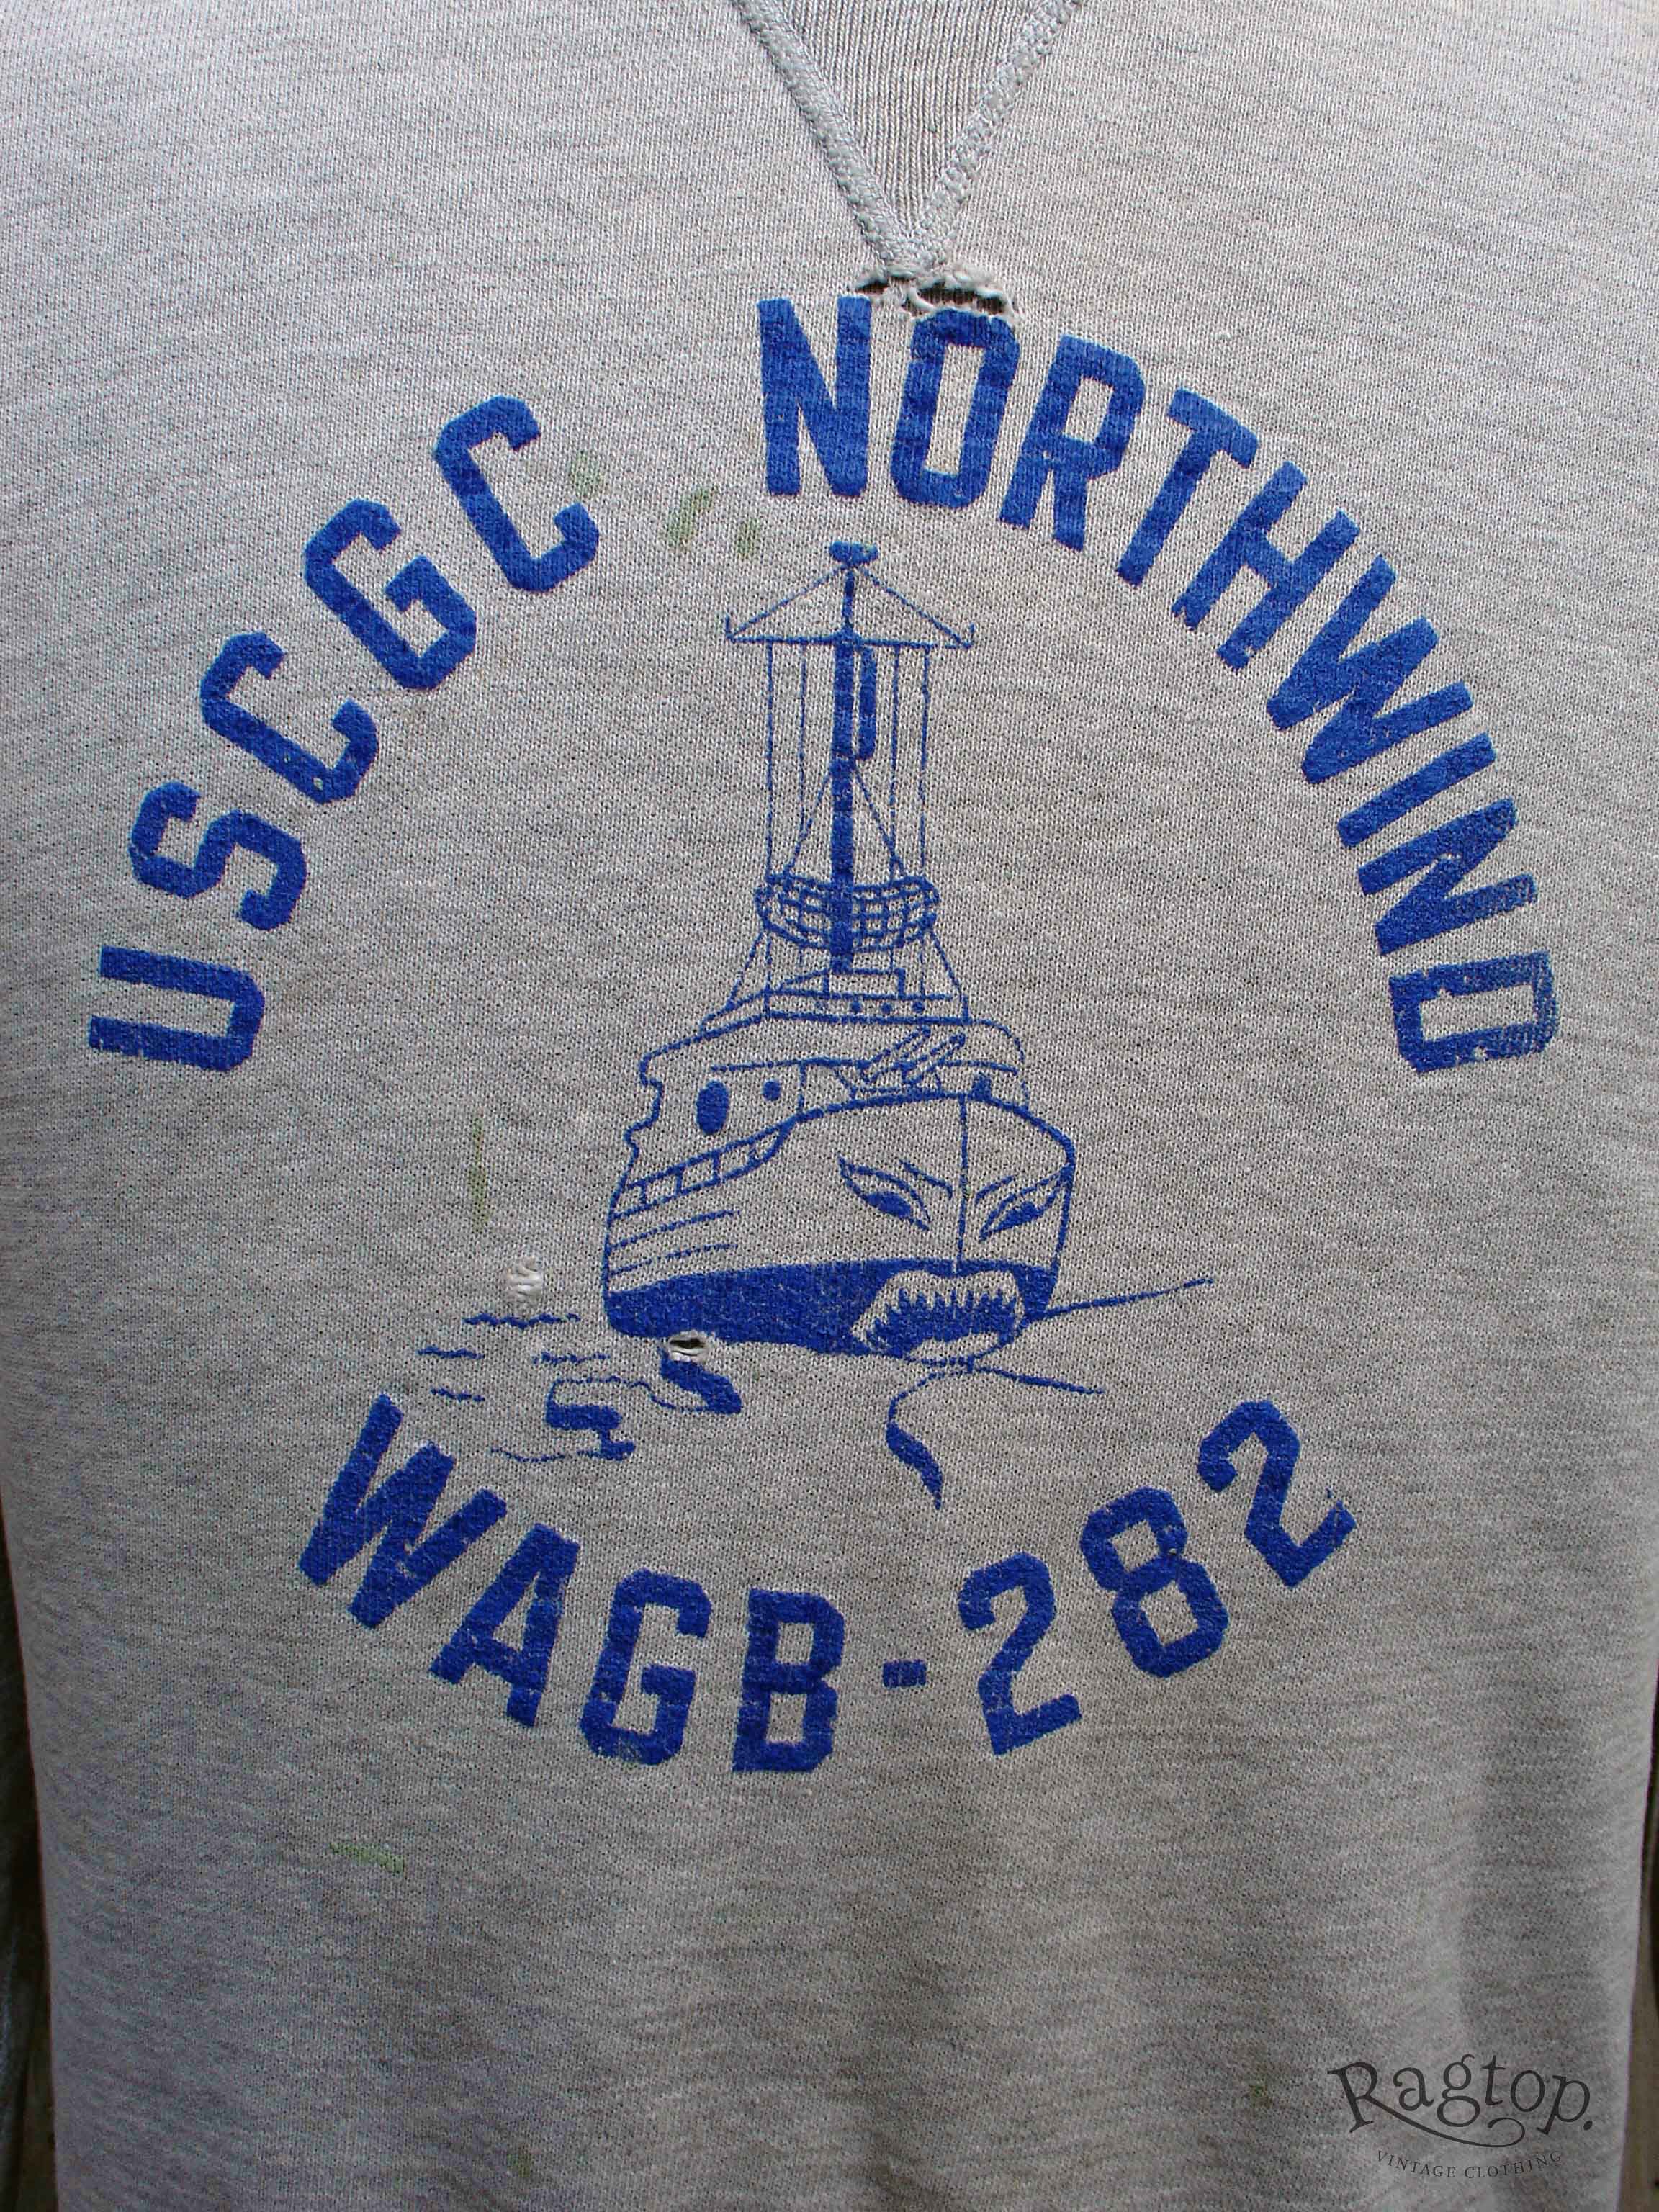 USCGC NORTHWIND
WAGB-282
Ragtop.
VINTAGE CLOTHING